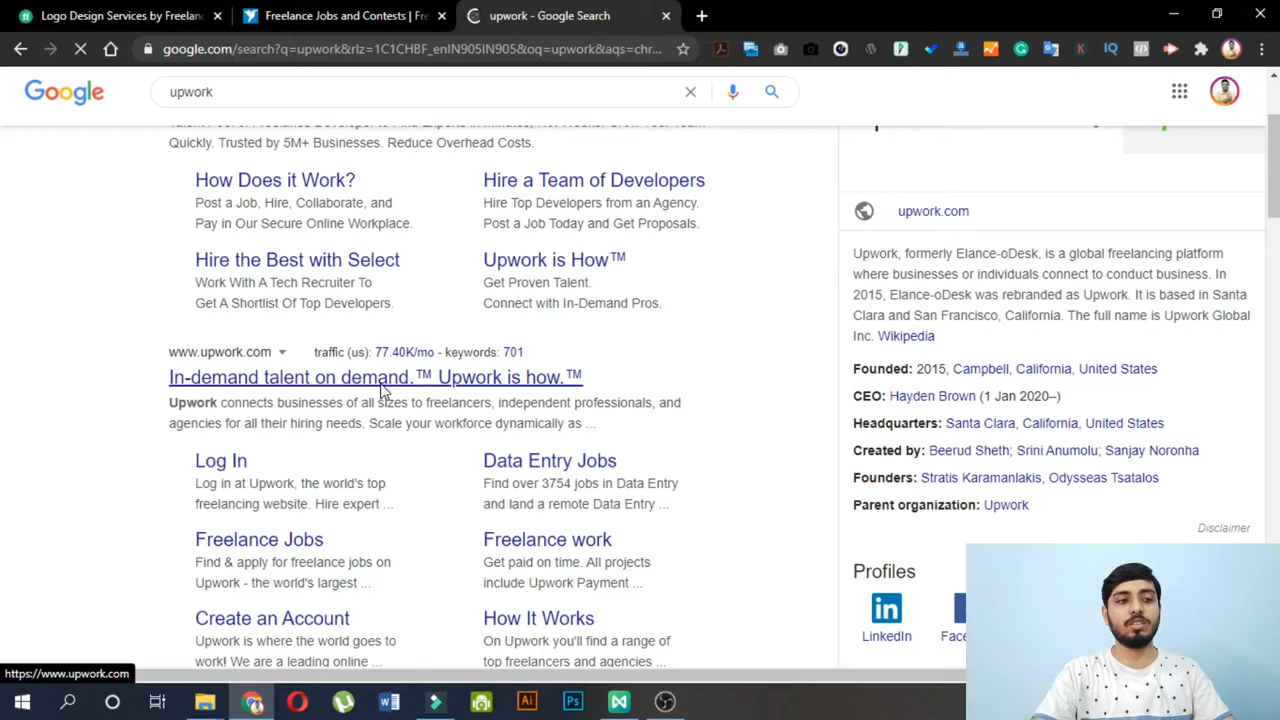 Logo Design Services by Freelan
Freelance Jobs and Contests | Fre
upwork - Google Search
google.com/search?q=upwork&rlz=1C1CHBF_enIN905IN905&oq=upwork&aqs=chr...
Google
upwork
Quickly. Trusted by 5M+ Businesses. Reduce Overhead Costs.
How Does it Work?
Post a Job, Hire, Collaborate, and
Pay in Our Secure Online Workplace.
Hire a Team of Developers
Hire Top Developers from an Agency.
Post a Job Today and Get Proposals.
Hire the Best with Select
Work With A Tech Recruiter To
Get A Shortlist Of Top Developers.
Upwork is How™
Get Proven Talent.
Connect with In-Demand Pros.
www.upwork.com traffic (us): 77.40K/mo - keywords: 701
In-demand talent on demand.™ Upwork is how.™
Upwork connects businesses of all sizes to freelancers, independent professionals, and
agencies for all their hiring needs. Scale your workforce dynamically as ...
Log In
Log in at Upwork, the world's top
freelancing website. Hire expert ...
Data Entry Jobs
Find over 3754 jobs in Data Entry
and land a remote Data Entry ...
Freelance Jobs
Find & apply for freelance jobs on
Upwork - the world's largest ...
Freelance work
Get paid on time. All projects
include Upwork Payment ...
Create an Account
Upwork is where the world goes to
work! We are a leading online ...
How It Works
On Upwork you'll find a range of
top freelancers and agencies ...
upwork.com
Upwork, formerly Elance-oDesk, is a global freelancing platform
where businesses or individuals connect to conduct business. In
2015, Elance-oDesk was rebranded as Upwork. It is based in Santa
Clara and San Francisco, California. The full name is Upwork Global
Inc. Wikipedia
Founded: 2015, Campbell, California, United States
CEO: Hayden Brown (1 Jan 2020–)
Headquarters: Santa Clara, California, United States
Created by: Beerud Sheth; Srini Anumolu; Sanjay Noronha
Founders: Stratis Karamanlakis, Odysseas Tsatalos
Parent organization: Upwork
Disclaimer
Profiles
in
LinkedIn
Face
https://www.upwork.com
IQ
W
Ai
Ps